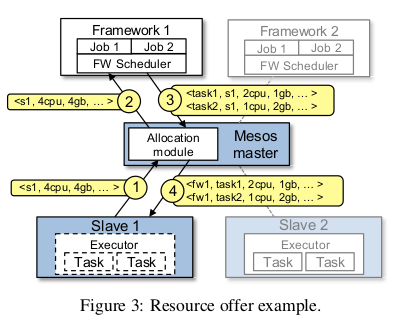 Framework 1
Job 1 Job 2
FW Scheduler
Framework 2
Job 1 Job 2
FW Scheduler
<s1, 4cpu, 4gb, ... >
2
3
<task1, s1, 2cpu, 1gb, ... >
<task2, s1, 1cpu, 2gb, ... >
Allocation
module
Mesos
master
<s1, 4cpu, 4gb, ... >
1
4
<fw1, task1, 2cpu, 1gb, ... >
<fw1, task2, 1cpu, 2gb, ... >
Slave 1
Executor
Task Task
Slave 2
Executor
Task Task
Figure 3: Resource offer example.